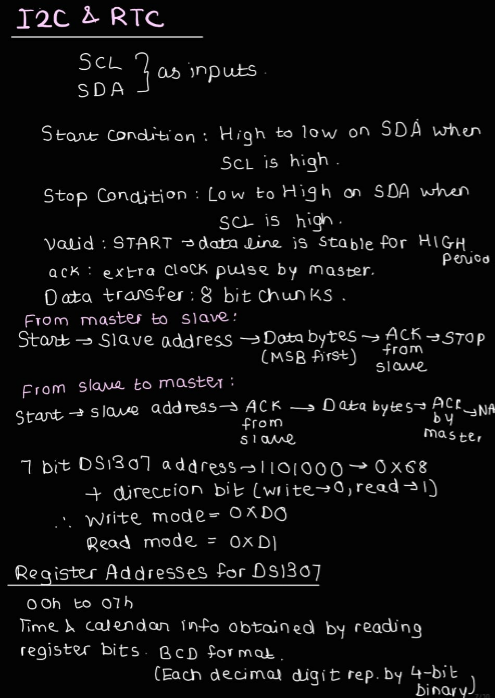 I2C & RTC
SCL
SDA } as inputs.
Start condition : High to low on SDA when
SCL is high.
Stop Condition : Low to High on SDA when
SCL is high.
Valid : START → data line is stable for HIGH period
ack : extra clock pulse by master.
Data transfer : 8 bit chunks.
From master to slave :
Start → Slave address → Data bytes → ACK → STOP
(MSB first) from
slave
From slave to master :
Start → slave address → ACK → Data bytes → ACK → NA
from by
slave master
7 bit DS1307 address → 1101000 → 0X68
+ direction bit (write → 0, read → 1)
∴ Write mode = 0XD0
Read mode = 0XD1
Register Addresses for DS1307
00h to 07h
Time & calendar info obtained by reading
register bits. BCD format.
(Each decimal digit rep. by 4-bit
binary)